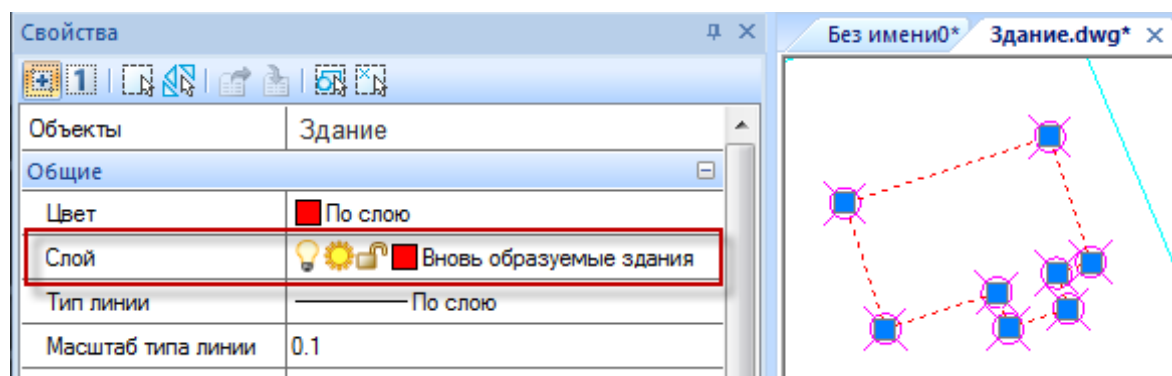 Свойства
Без имени0*
Здание.dwg*
1
Объекты Здание
Общие
Цвет По слою
Слой Вновь образуемые здания
Тип линии По слою
Масштаб типа линии 0.1